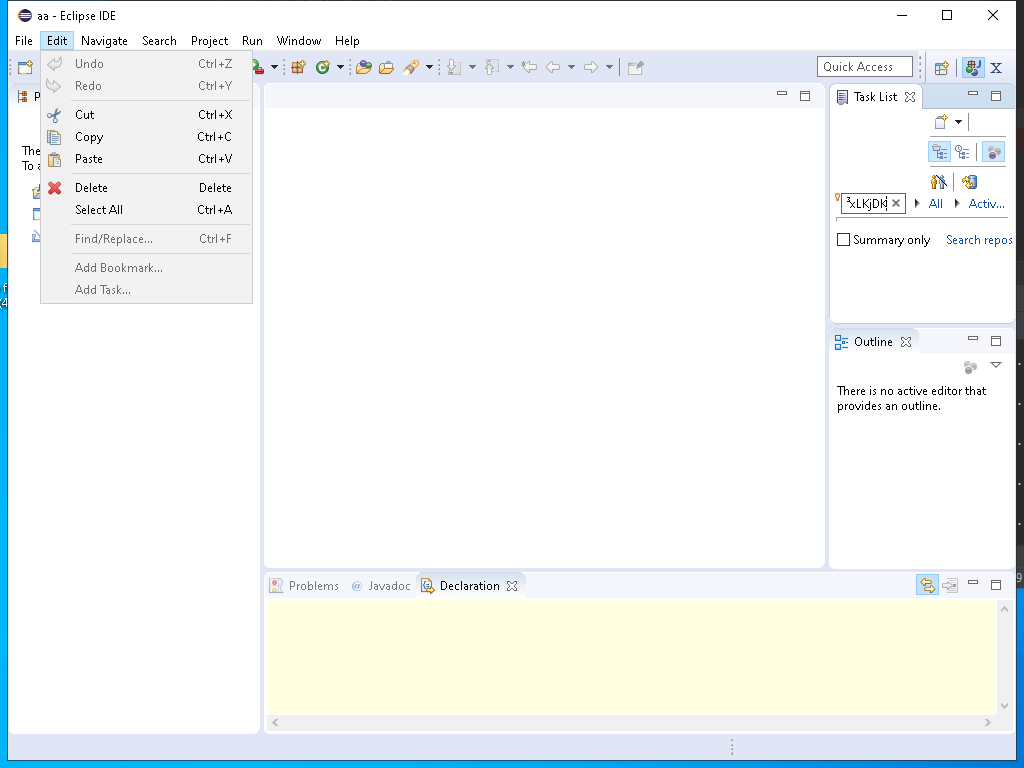 aa - Eclipse IDE
File Edit Navigate Search Project Run Window Help
Quick Access
Undo Ctrl+Z
Redo Ctrl+Y
Cut Ctrl+X
Copy Ctrl+C
Paste Ctrl+V
Delete Delete
Select All Ctrl+A
Find/Replace... Ctrl+F
Add Bookmark...
Add Task...
The
To a
Task List
All Activ...
Summary only Search repos
Outline
There is no active editor that
provides an outline.
Problems @ Javadoc Declaration